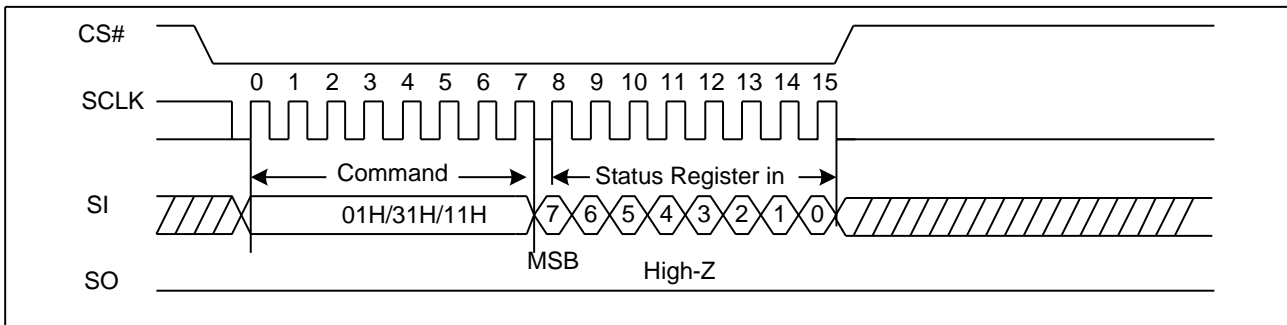 CS#
0 1 2 3 4 5 6 7 8 9 10 11 12 13 14 15
SCLK
Command Status Register in
SI 01H/31H/11H 7 6 5 4 3 2 1 0
MSB High-Z
SO